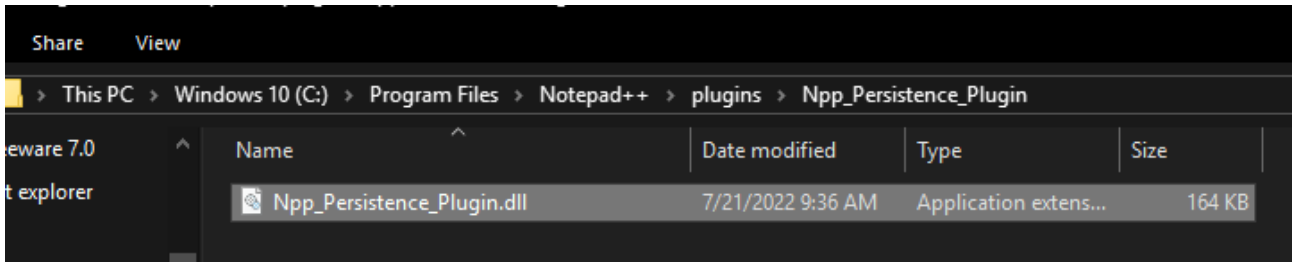 Share View
This PC > Windows 10 (C:) > Program Files > Notepad++ > plugins > Npp_Persistence_Plugin
eeware 7.0
Name Date modified Type Size
t explorer
Npp_Persistence_Plugin.dll 7/21/2022 9:36 AM Application extens... 164 KB